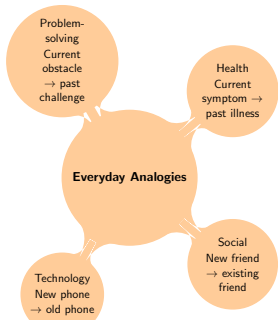 Problem-
solving
Current
obstacle
→ past
challenge
Health
Current
symptom →
past illness
Everyday Analogies
Social
New friend
→ existing
friend
Technology
New phone
→ old phone